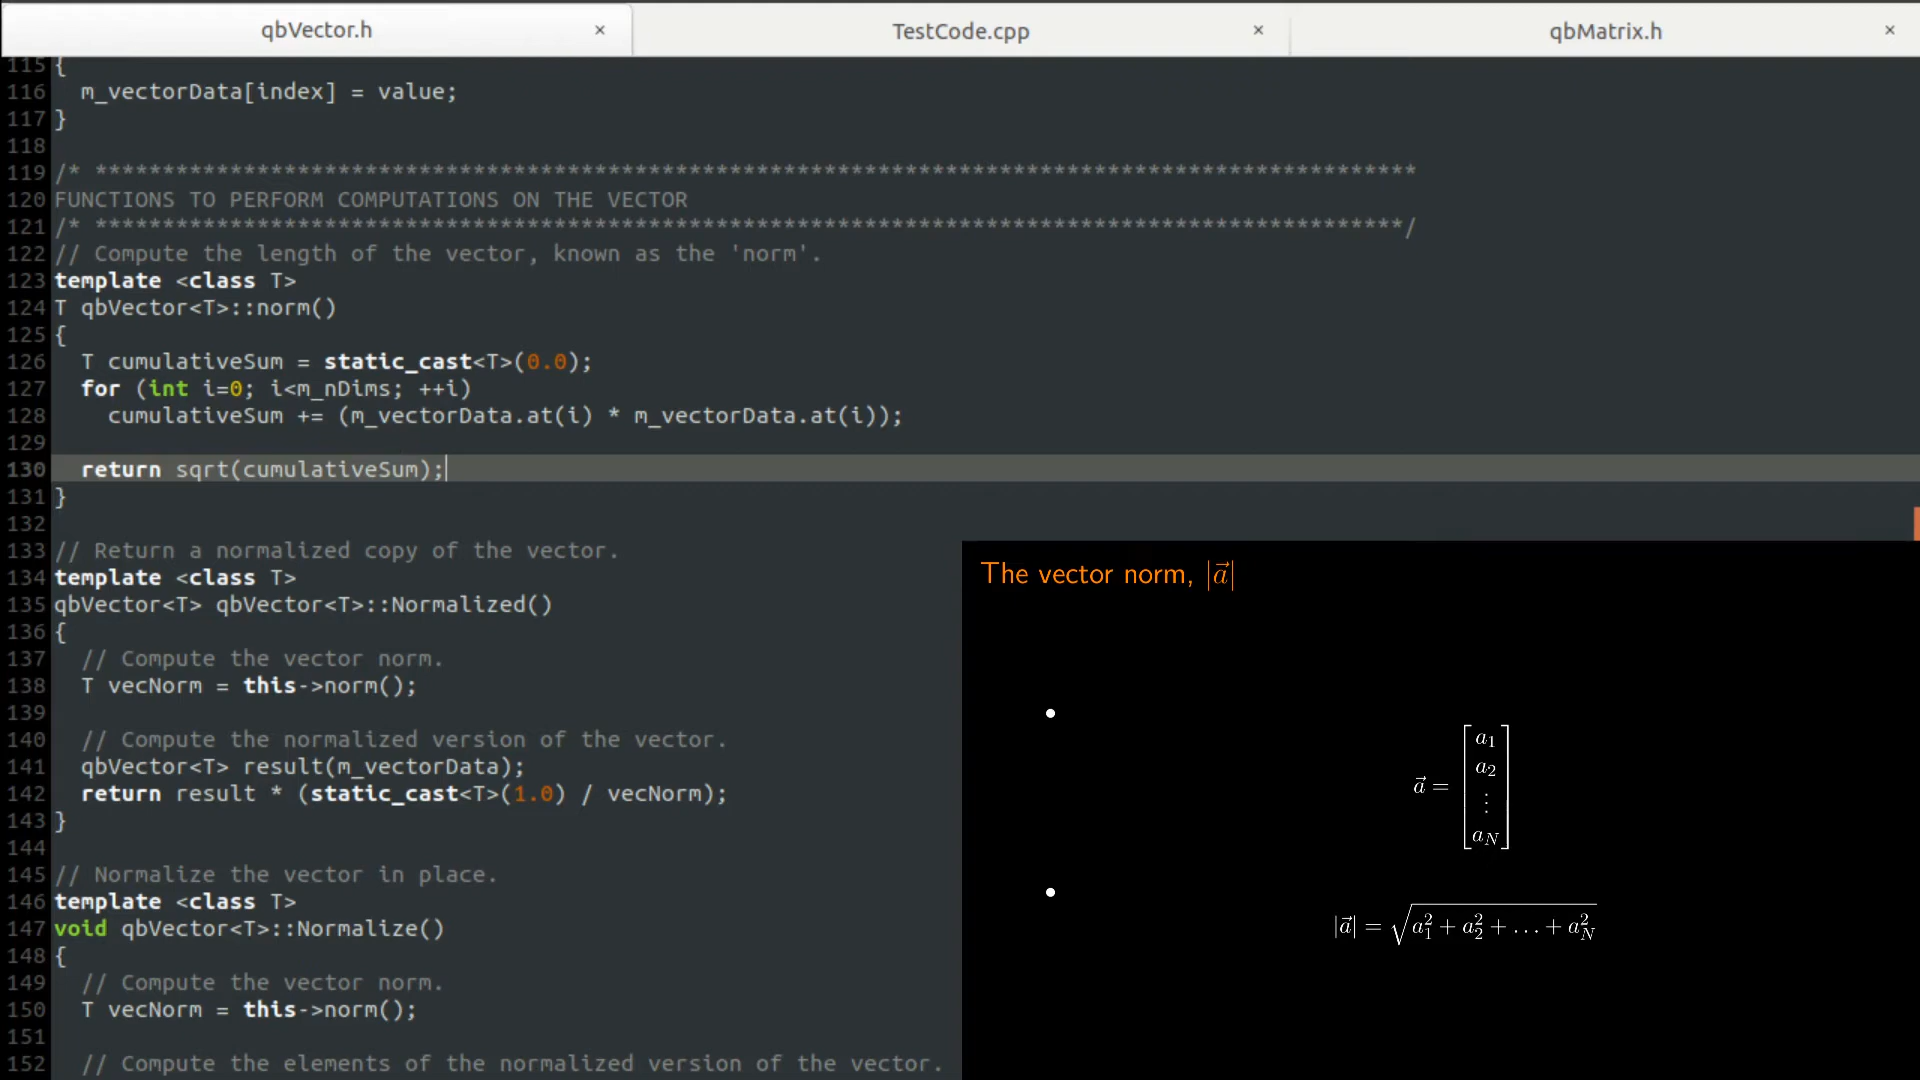 qbVector.h × TestCode.cpp × qbMatrix.h ×
115 {
116   m_vectorData[index] = value;
117 }
118
119 /* **************************************************************************************************
120 FUNCTIONS TO PERFORM COMPUTATIONS ON THE VECTOR
121 /* *************************************************************************************************/
122 // Compute the length of the vector, known as the 'norm'.
123 template <class T>
124 T qbVector<T>::norm()
125 {
126   T cumulativeSum = static_cast<T>(0.0);
127   for (int i=0; i<m_nDims; ++i)
128     cumulativeSum += (m_vectorData.at(i) * m_vectorData.at(i));
129
130   return sqrt(cumulativeSum);
131 }
132
133 // Return a normalized copy of the vector.
134 template <class T>
135 qbVector<T> qbVector<T>::Normalized()
136 {
137   // Compute the vector norm.
138   T vecNorm = this->norm();
139
140   // Compute the normalized version of the vector.
141   qbVector<T> result(m_vectorData);
142   return result * (static_cast<T>(1.0) / vecNorm);
143 }
144
145 // Normalize the vector in place.
146 template <class T>
147 void qbVector<T>::Normalize()
148 {
149   // Compute the vector norm.
150   T vecNorm = this->norm();
151
152   // Compute the elements of the normalized version of the vector.
The vector norm, |a⃗|
•
a⃗ = [a₁
a₂
⋮
a_N]
•
|a⃗| = √(a₁² + a₂² + … + a_N²)